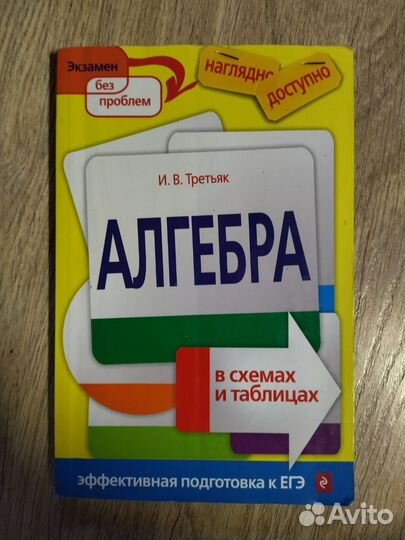 Экзамен
без
проблем
наглядно
доступно
И. В. Третьяк
АЛГЕБРА
в схемах
и таблицах
эффективная подготовка к ЕГЭ
Avito